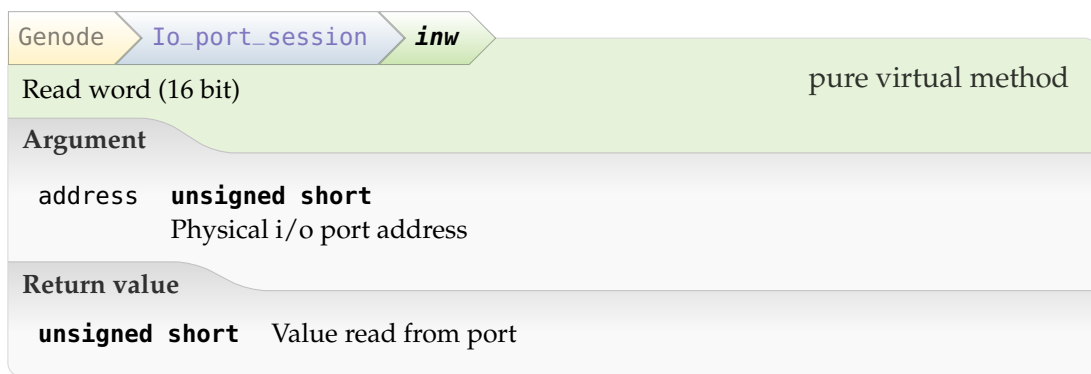 Genode Io_port_session inw
Read word (16 bit) pure virtual method
Argument
address unsigned short
Physical i/o port address
Return value
unsigned short Value read from port